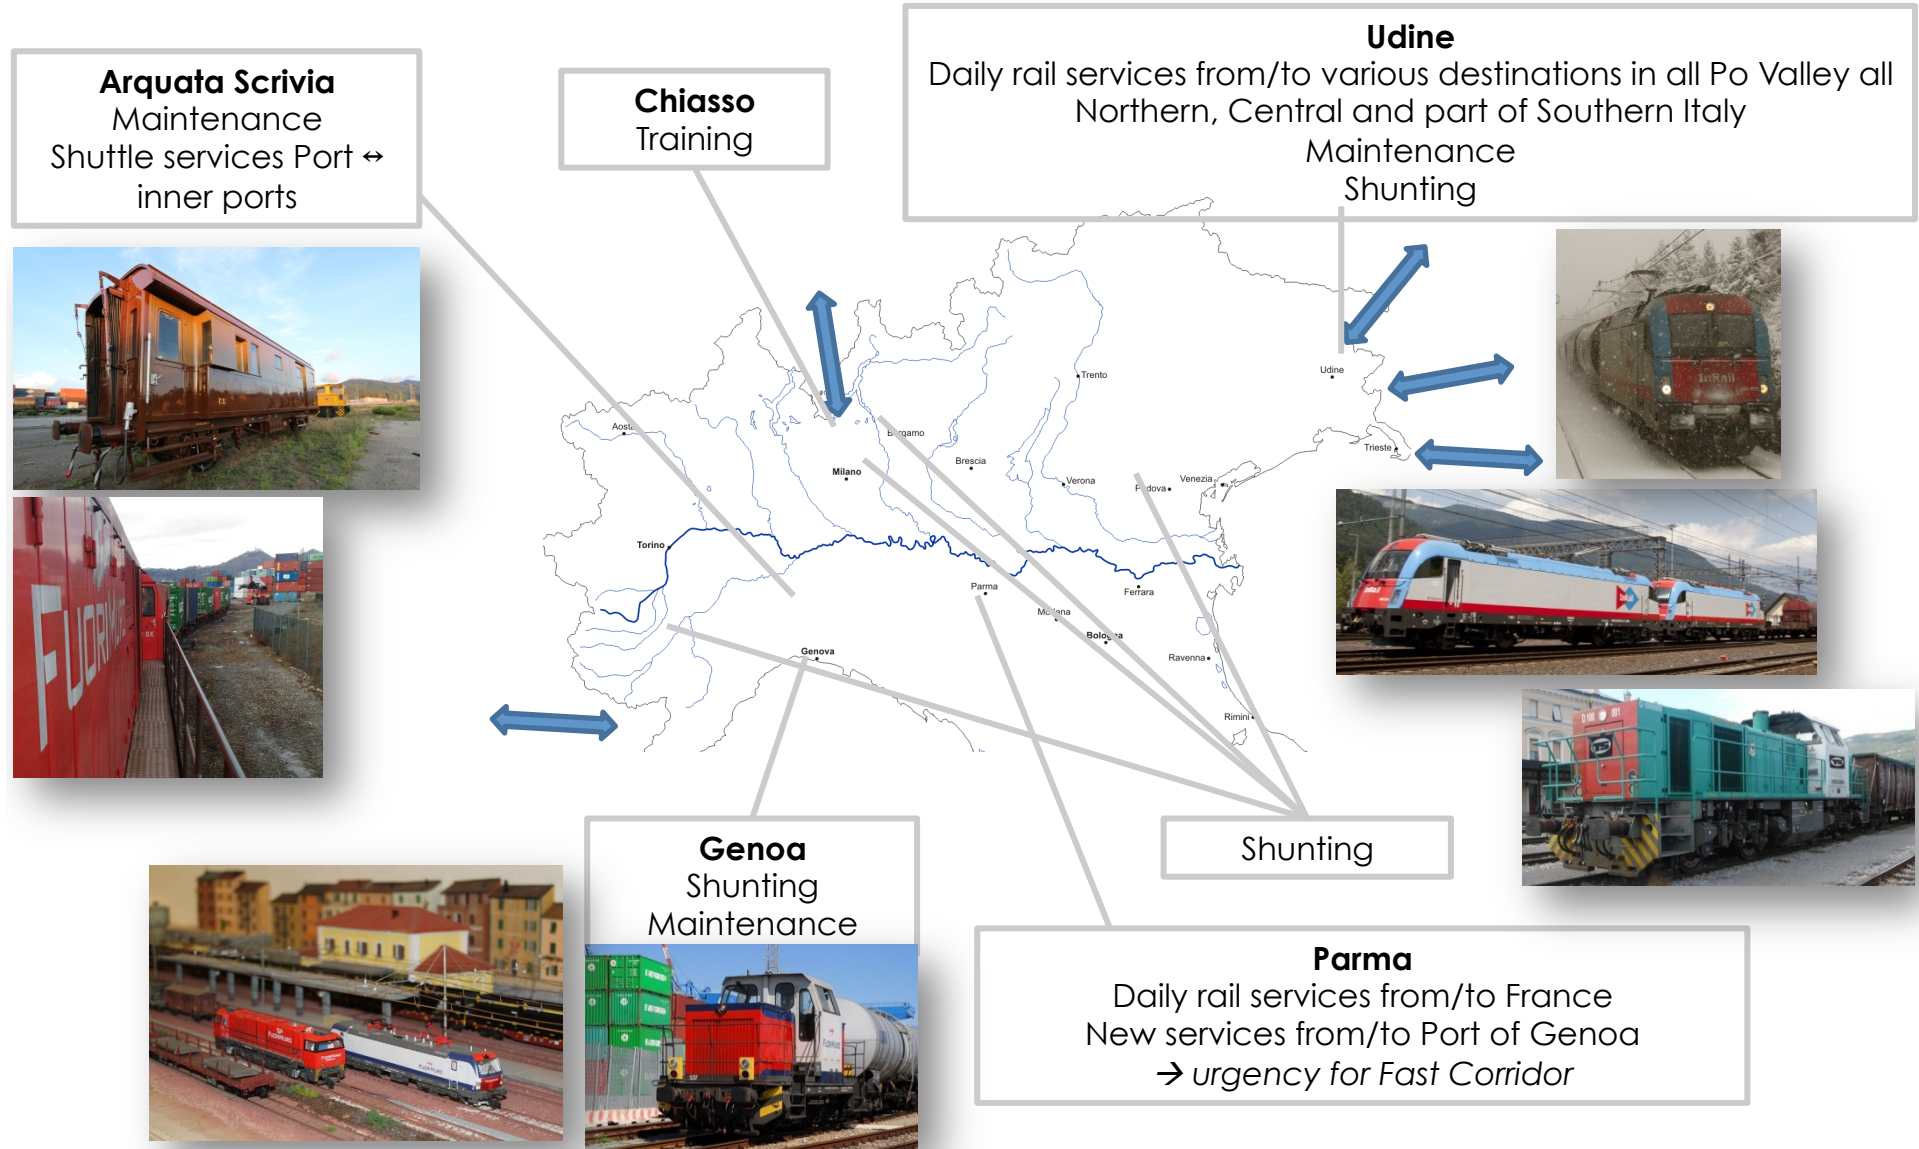 Udine
Daily rail services from/to various destinations in all Po Valley all
Northern, Central and part of Southern Italy
Maintenance
Shunting
Arquata Scrivia
Maintenance
Shuttle services Port ↔
inner ports
Chiasso
Training
Trento
Udine
Aosta
Bergamo
Trieste
Brescia
Milano
Verona
Padova
Venezia
Torino
Parma
Ferrara
Modena
Bologna
Genova
Ravenna
Rimini
InRail
FUORIMURO
Shunting
Genoa
Shunting
Maintenance
Parma
Daily rail services from/to France
New services from/to Port of Genoa
→ urgency for Fast Corridor